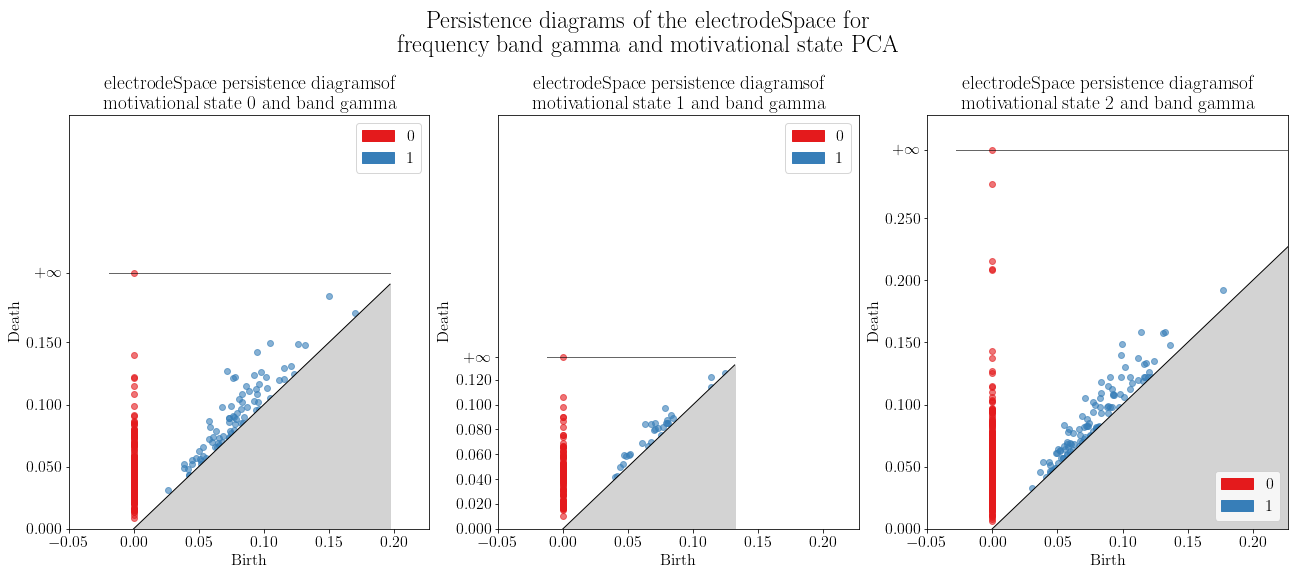 Persistence diagrams of the electrodeSpace for
frequency band gamma and motivational state PCA
electrodeSpace persistence diagramsof
motivational state 0 and band gamma
0
1
+∞
0.150
0.100
0.050
0.000
Death
−0.05 0.00 0.05 0.10 0.15 0.20
Birth
electrodeSpace persistence diagramsof
motivational state 1 and band gamma
0
1
+∞
0.120
0.100
0.080
0.060
0.040
0.020
0.000
Death
−0.05 0.00 0.05 0.10 0.15 0.20
Birth
electrodeSpace persistence diagramsof
motivational state 2 and band gamma
+∞
0.250
0.200
0.150
0.100
0.050
0.000
Death
0
1
−0.05 0.00 0.05 0.10 0.15 0.20
Birth